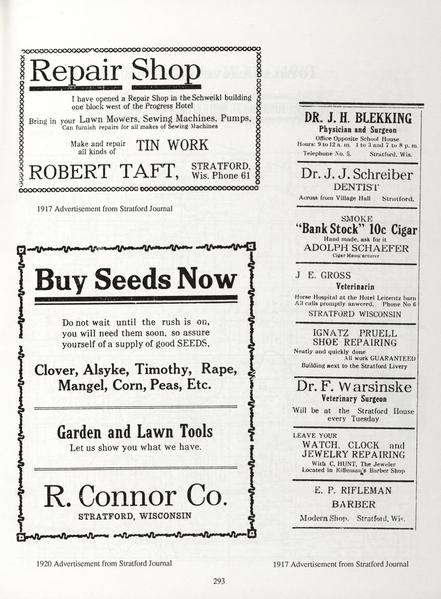 Repair Shop
I have opened a Repair Shop in the Schweikl building
one block west of the Progress Hotel
Bring in your Lawn Mowers, Sewing Machines, Pumps,
Can furnish repairs for all makes of Sewing Machines
Make and repair
all kinds of TIN WORK
ROBERT TAFT, STRATFORD,
Wis. Phone 61
1917 Advertisement from Stratford Journal
Buy Seeds Now
Do not wait until the rush is on,
you will need them soon, so assure
yourself of a supply of good SEEDS,
Clover, Alsyke, Timothy, Rape,
Mangel, Corn, Peas, Etc.
Garden and Lawn Tools
Let us show you what we have.
R. Connor Co.
STRATFORD, WISCONSIN
1920 Advertisement from Stratford Journal
DR. J. H. BLEKKING
Physician and Surgeon
Office Opposite School House
Hours: 9 to 12 a. m. 1 to 3 and 7 to 8 p. m.
Telephone No. 5. Stratford, Wis.
Dr. J. J. Schreiber
DENTIST
Across from Village Hall Stratford.
SMOKE
"Bank Stock" 10c Cigar
Hand made, ask for it
ADOLPH SCHAEFER
Cigar Manufacturer
J E. GROSS
Veterinarin
Horse Hospital at the Hotel Leitentz barn
All calls promptly answered. Phone No 6
STRATFORD WISCONSIN
IGNATZ PRUELL
SHOE REPAIRING
Neatly and quickly done
All work GUARANTEED
Building next to the Stratford Livery
Dr. F. Warsinske
Veterinary Surgeon
Will be at the Stratford House
every Tuesday
LEAVE YOUR
WATCH, CLOCK and
JEWELRY REPAIRING
With C, HUNT, The Jeweler
Located in Rifleman's Barber Shop
E. P. RIFLEMAN
BARBER
Modern Shop. Stratford, Wis.
1917 Advertisement from Stratford Journal
293